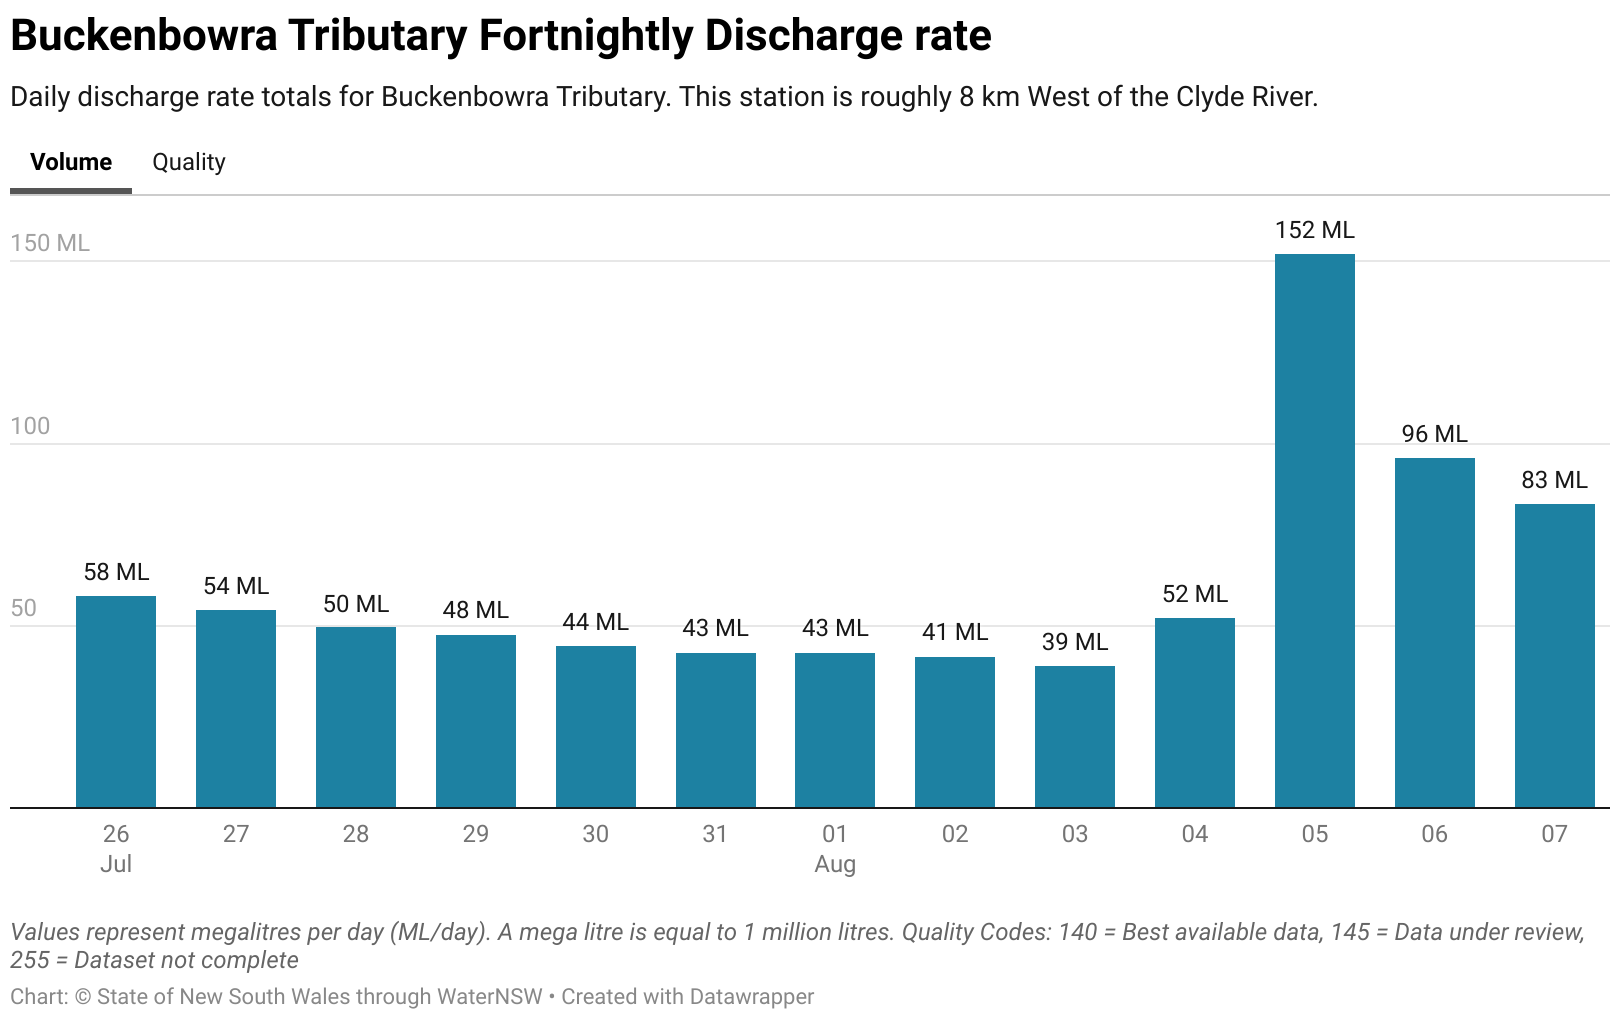 Buckenbowra Tributary Fortnightly Discharge rate
Daily discharge rate totals for Buckenbowra Tributary. This station is roughly 8 km West of the Clyde River.
Volume Quality
150 ML
100
50
58 ML
54 ML
50 ML
48 ML
44 ML
43 ML
43 ML
41 ML
39 ML
52 ML
152 ML
96 ML
83 ML
26 27 28 29 30 31 01 02 03 04 05 06 07
Jul Aug
Values represent megalitres per day (ML/day). A mega litre is equal to 1 million litres. Quality Codes: 140 = Best available data, 145 = Data under review,
255 = Dataset not complete
Chart: © State of New South Wales through WaterNSW • Created with Datawrapper